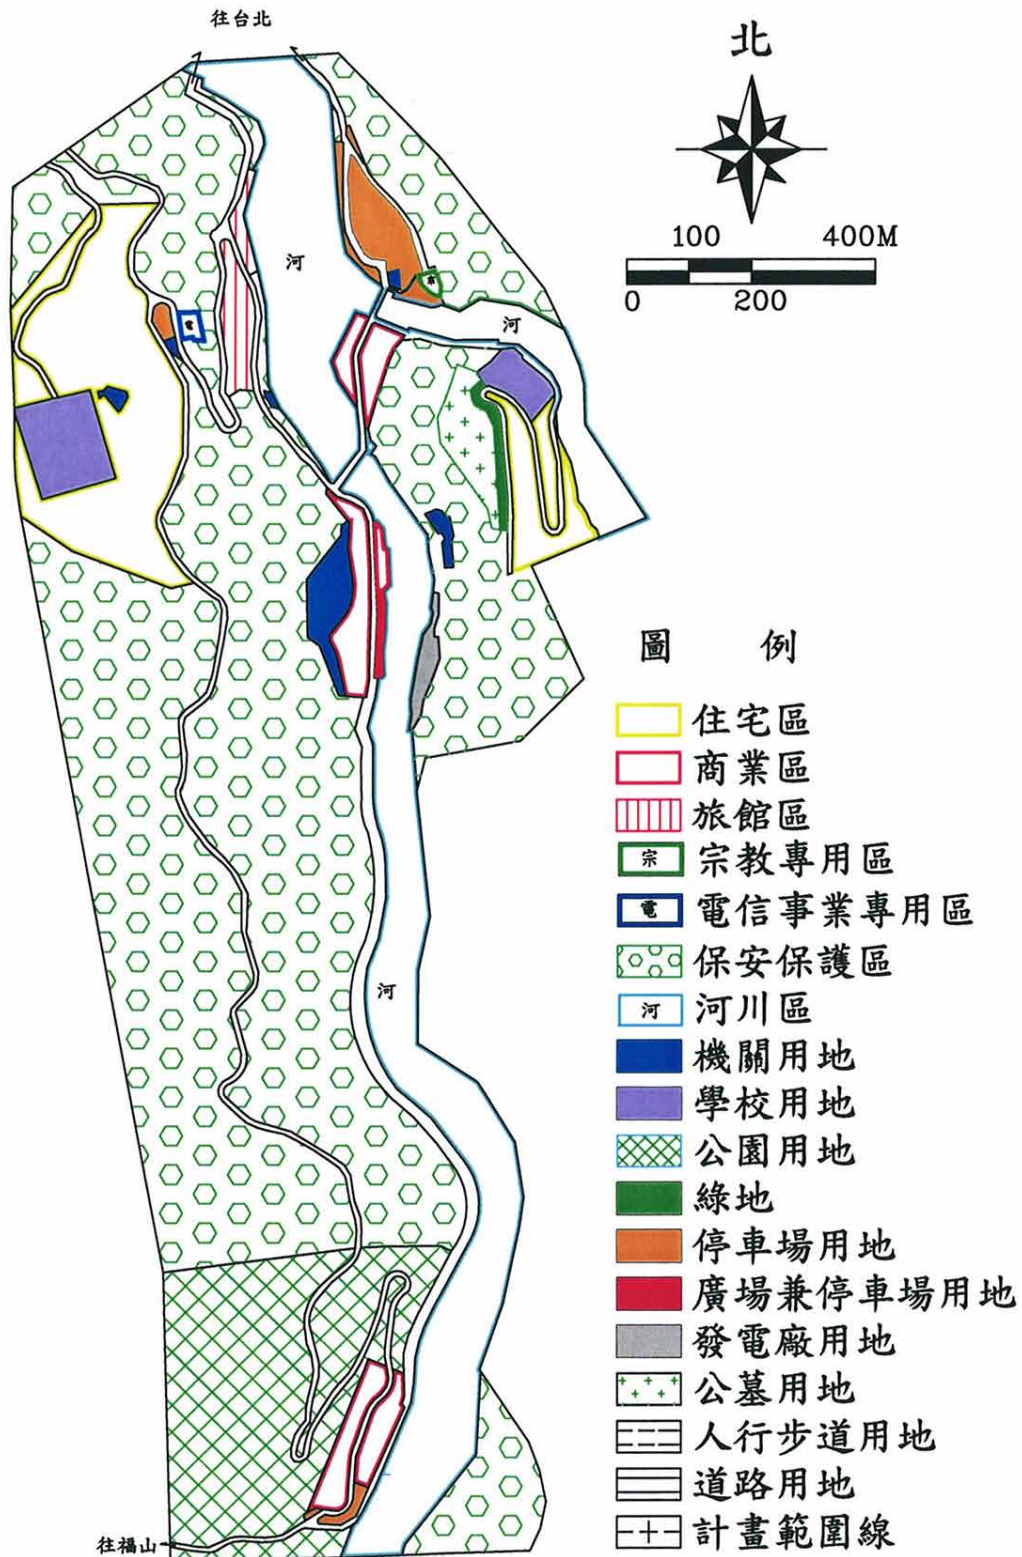 往台北
北
100 400M
0 200
河
河
宗
電
河
往福山
圖 例
住宅區
商業區
旅館區
宗 宗教專用區
電 電信事業專用區
保安保護區
河 河川區
機關用地
學校用地
公園用地
綠地
停車場用地
廣場兼停車場用地
發電廠用地
公墓用地
人行步道用地
道路用地
計畫範圍線